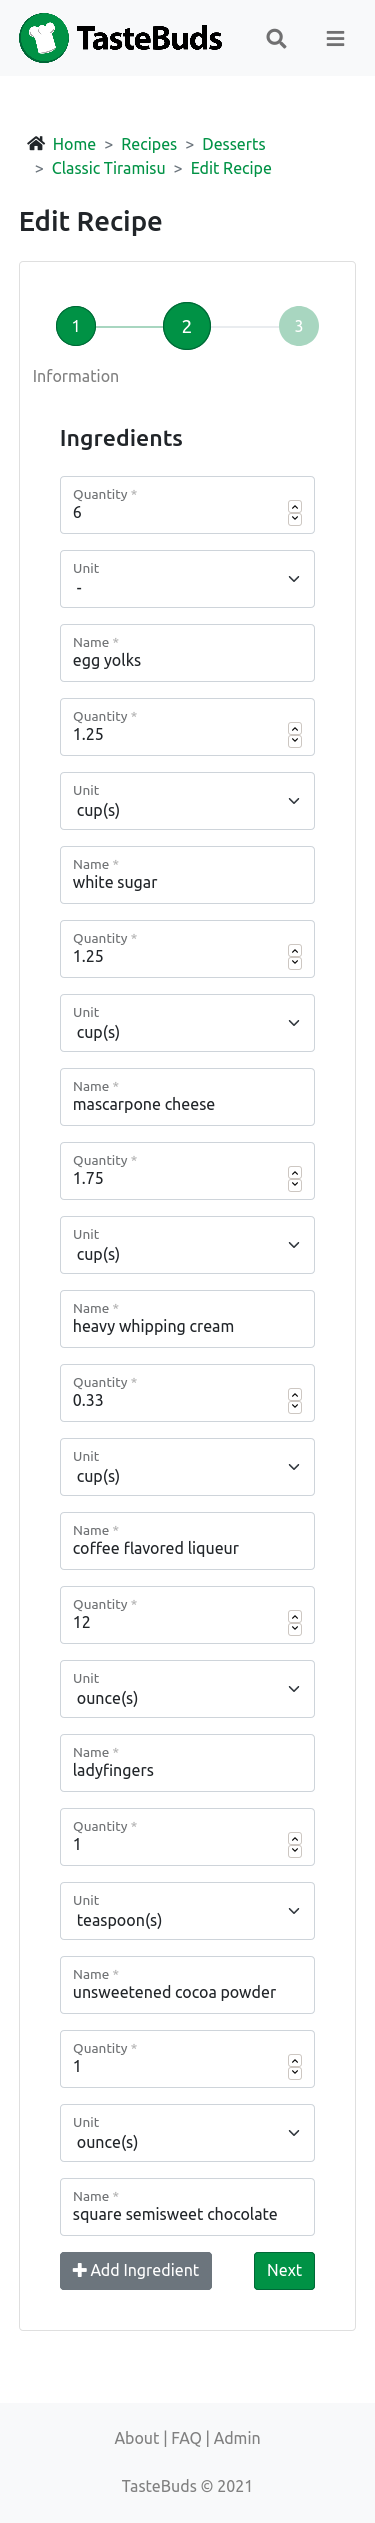 TasteBuds
Home > Recipes > Desserts
> Classic Tiramisu > Edit Recipe
Edit Recipe
1 2 3
Information
Ingredients
Quantity *
6
Unit
-
Name *
egg yolks
Quantity *
1.25
Unit
cup(s)
Name *
white sugar
Quantity *
1.25
Unit
cup(s)
Name *
mascarpone cheese
Quantity *
1.75
Unit
cup(s)
Name *
heavy whipping cream
Quantity *
0.33
Unit
cup(s)
Name *
coffee flavored liqueur
Quantity *
12
Unit
ounce(s)
Name *
ladyfingers
Quantity *
1
Unit
teaspoon(s)
Name *
unsweetened cocoa powder
Quantity *
1
Unit
ounce(s)
Name *
square semisweet chocolate
Add Ingredient Next
About | FAQ | Admin
TasteBuds © 2021